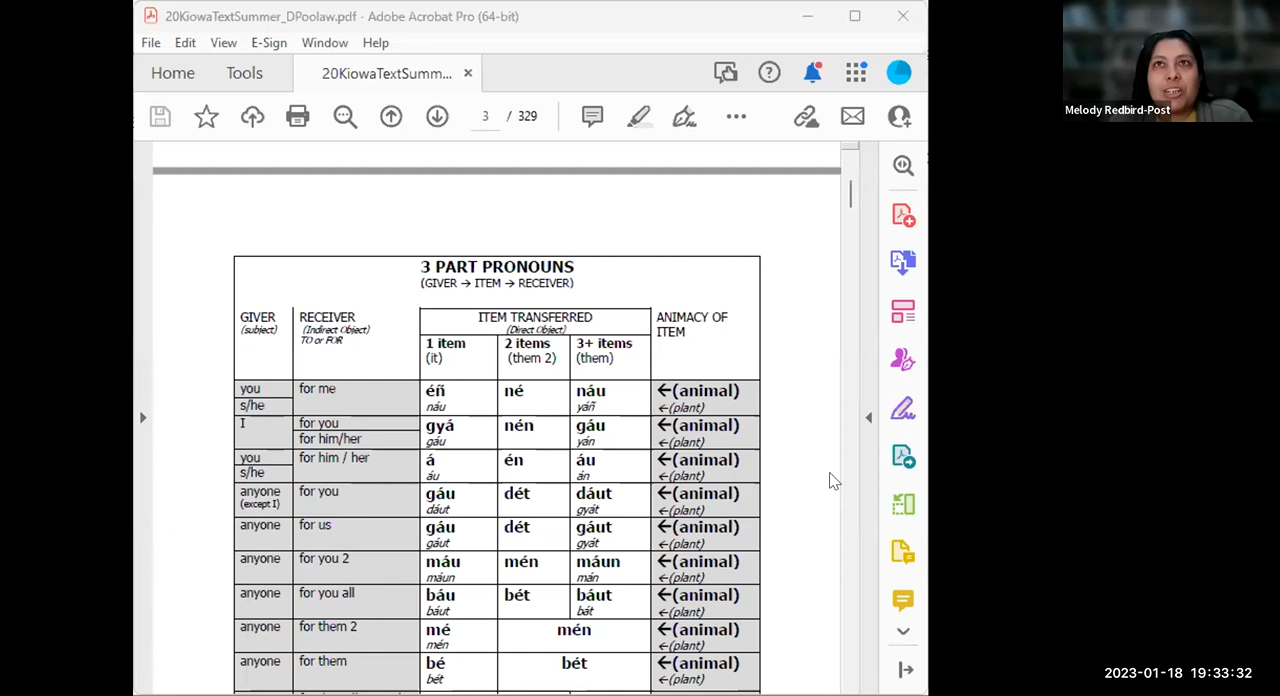 20KiowaTextSummer_DPoolaw.pdf - Adobe Acrobat Pro (64-bit)
File Edit View E-Sign Window Help
Home Tools 20KiowaTextSumm... ×
3 / 329
3 PART PRONOUNS
(GIVER → ITEM → RECEIVER)
GIVER RECEIVER ITEM TRANSFERRED ANIMACY OF
(subject) (Indirect Object) (Direct Object) ITEM
TO or FOR 1 item 2 items 3+ items
(it) (them 2) (them)
you for me éñ né náu ←(animal)
s/he náu yáñ ←(plant)
I for you gyá nén gáu ←(animal)
for him/her gáu yán ←(plant)
you for him / her á én áu ←(animal)
s/he áu án ←(plant)
anyone for you gáu dét dáut ←(animal)
(except I) dáut gyát ←(plant)
anyone for us gáu dét gáut ←(animal)
gáut gyát ←(plant)
anyone for you 2 máu mén máun ←(animal)
máun mán ←(plant)
anyone for you all báu bét báut ←(animal)
báut bát ←(plant)
anyone for them 2 mé mén ←(animal)
mén ←(plant)
anyone for them bé bét ←(animal)
bét ←(plant)
Melody Redbird-Post
2023-01-18 19:33:32